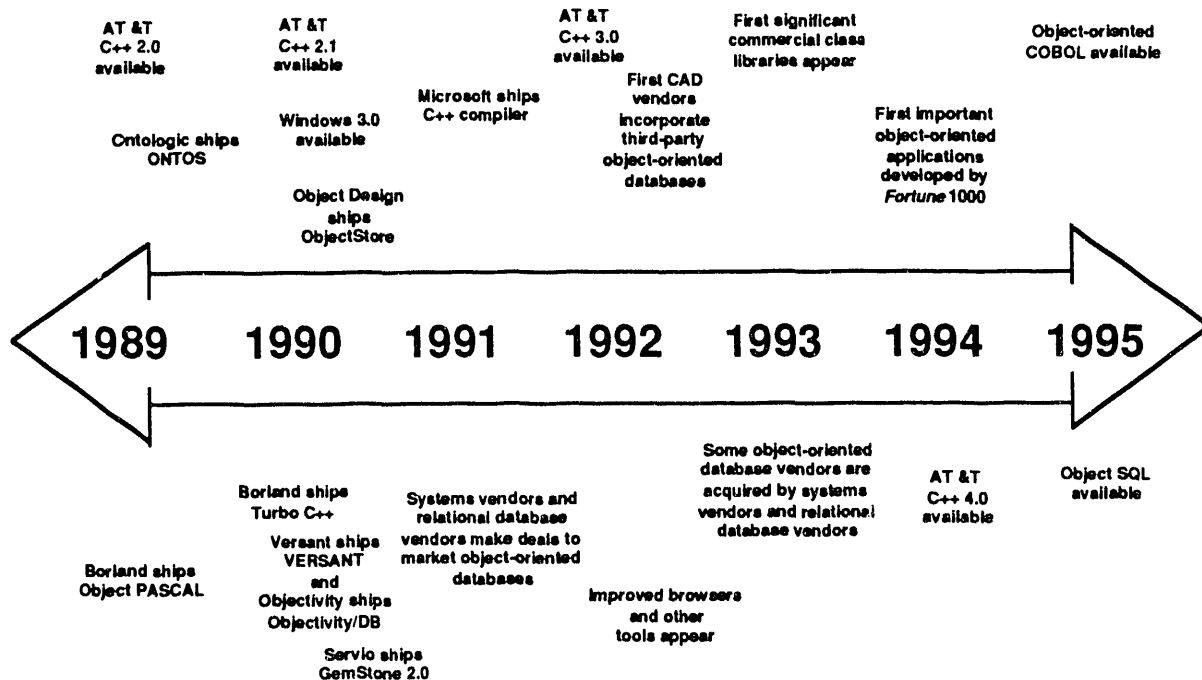 AT &T
C++ 2.0
available
Ontologic ships
ONTOS
AT &T
C++ 2.1
available
Windows 3.0
available
Object Design
ships
ObjectStore
Microsoft ships
C++ compiler
AT &T
C++ 3.0
available
First CAD
vendors
incorporate
third-party
object-oriented
databases
First significant
commercial class
libraries appear
First important
object-oriented
applications
developed by
Fortune 1000
Object-oriented
COBOL available
1989 1990 1991 1992 1993 1994 1995
Borland ships
Object PASCAL
Borland ships
Turbo C++
Versant ships
VERSANT
and
Objectivity ships
Objectivity/DB
Servio ships
GemStone 2.0
Systems vendors and
relational database
vendors make deals to
market object-oriented
databases
Improved browsers
and other
tools appear
Some object-oriented
database vendors are
acquired by systems
vendors and relational
database vendors
AT &T
C++ 4.0
available
Object SQL
available